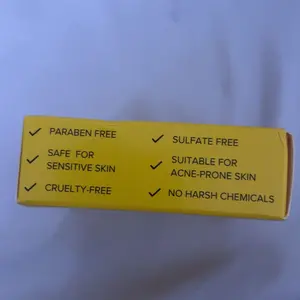 PARABEN FREE
SAFE FOR
SENSITIVE SKIN
CRUELTY-FREE
SULFATE FREE
SUITABLE FOR
ACNE-PRONE SKIN
NO HARSH CHEMICALS